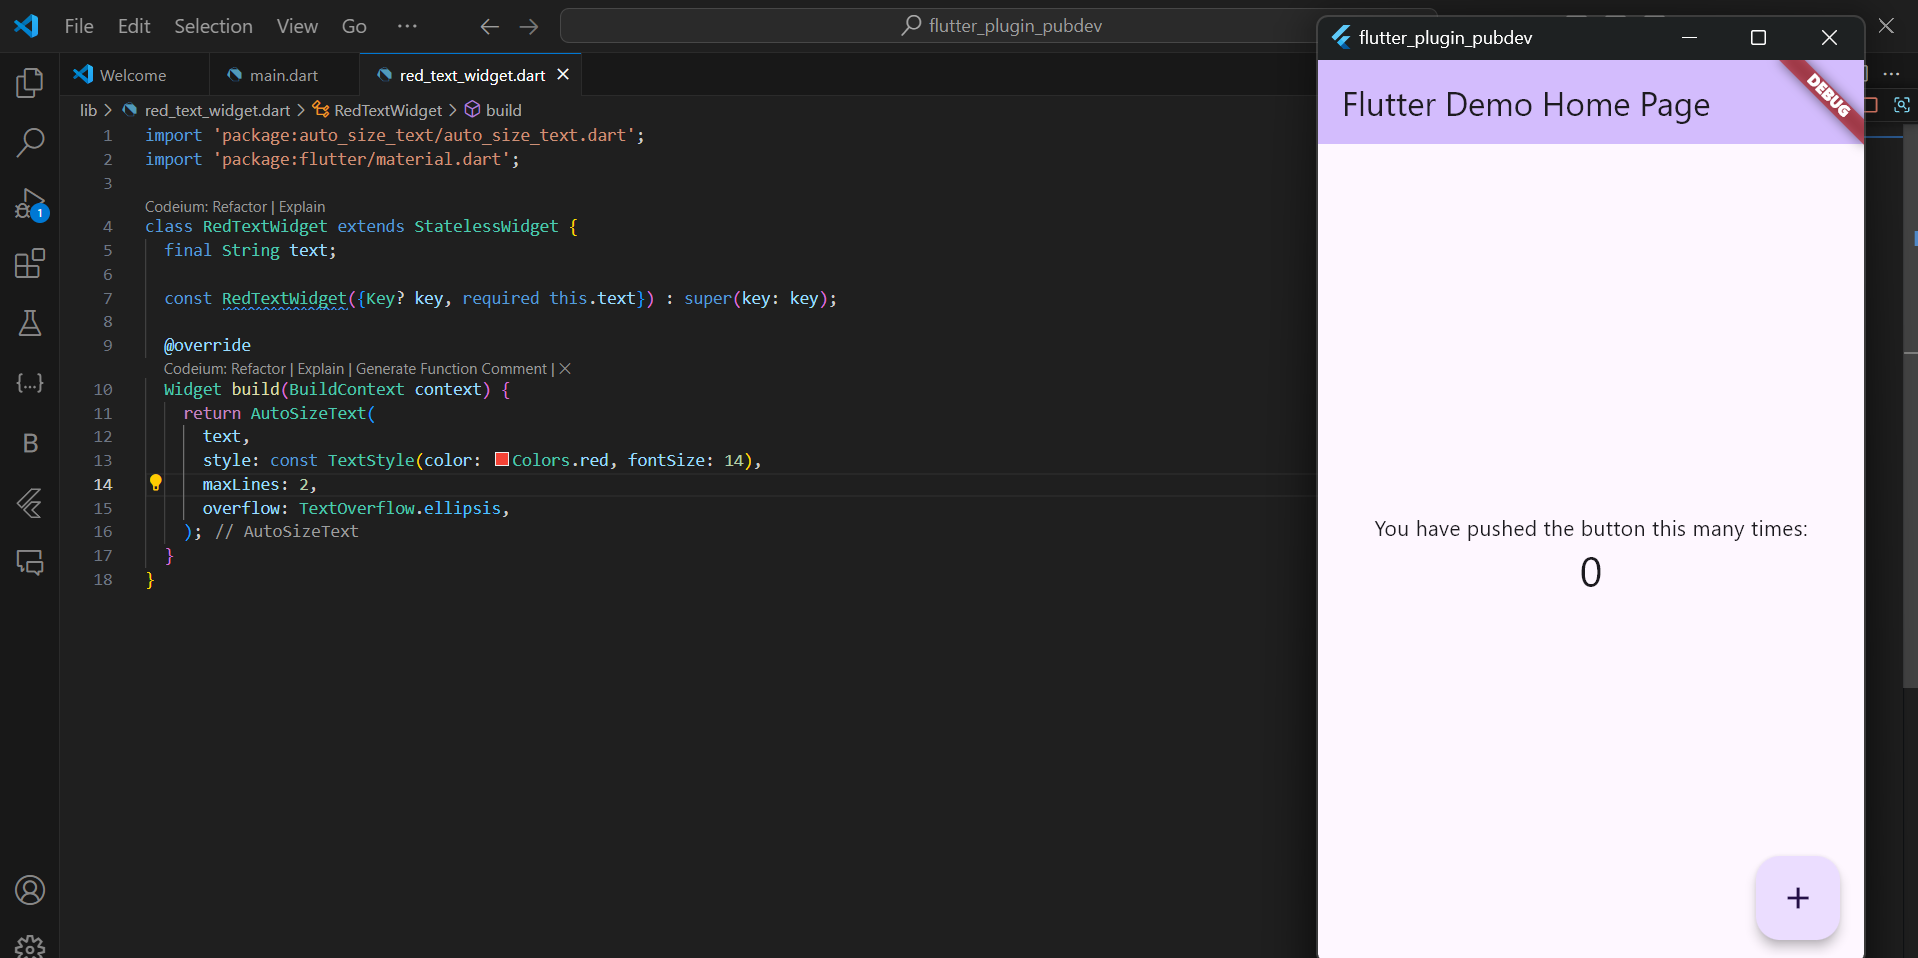 File Edit Selection View Go ···
flutter_plugin_pubdev
Welcome
main.dart
red_text_widget.dart
lib > red_text_widget.dart > RedTextWidget > build
1 import 'package:auto_size_text/auto_size_text.dart';
2 import 'package:flutter/material.dart';
3
Codeium: Refactor | Explain
4 class RedTextWidget extends StatelessWidget {
5 final String text;
6
7 const RedTextWidget({Key? key, required this.text}) : super(key: key);
8
9 @override
Codeium: Refactor | Explain | Generate Function Comment | ×
10 Widget build(BuildContext context) {
11 return AutoSizeText(
12 text,
13 style: const TextStyle(color: Colors.red, fontSize: 14),
14 maxLines: 2,
15 overflow: TextOverflow.ellipsis,
16 ); // AutoSizeText
17 }
18 }
1
B
flutter_plugin_pubdev
Flutter Demo Home Page
DEBUG
You have pushed the button this many times:
0
+